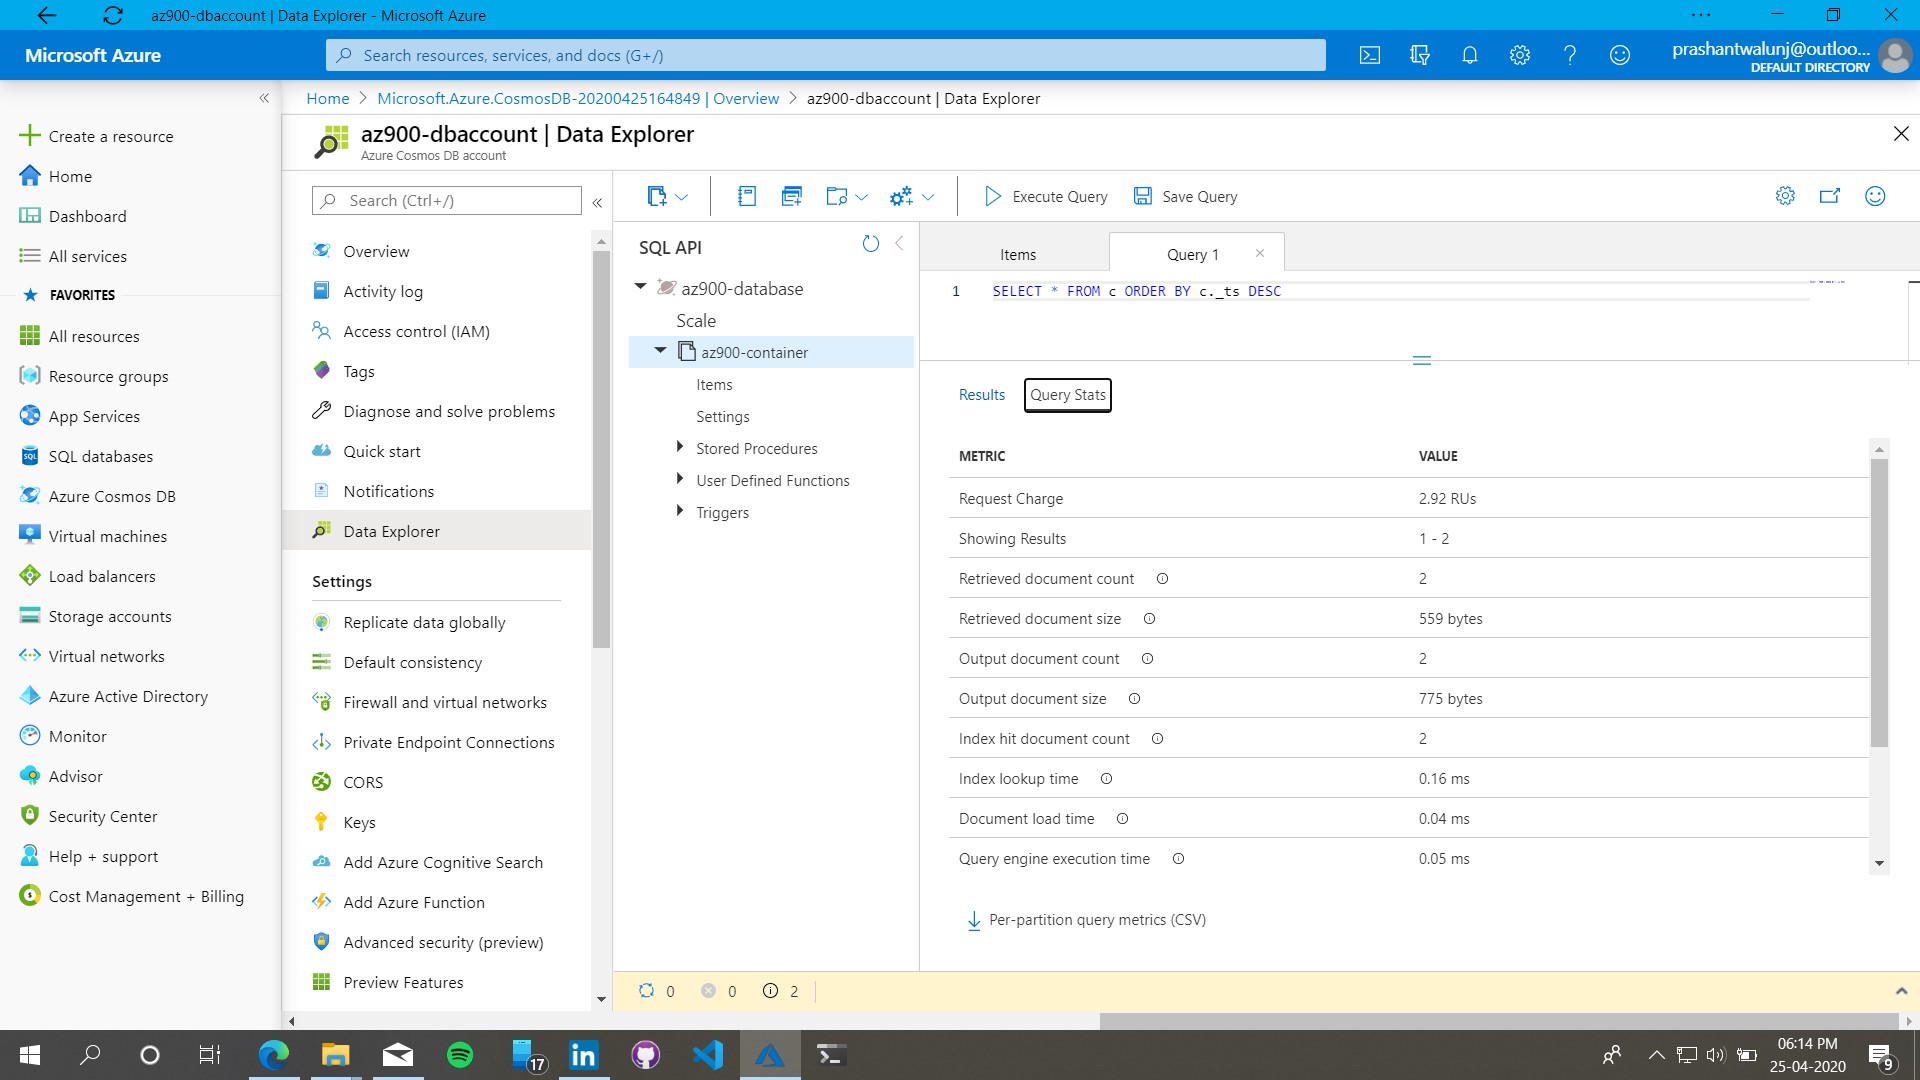 az900-dbaccount | Data Explorer - Microsoft Azure
Microsoft Azure
Search resources, services, and docs (G+/)
prashantwalunj@outloo...
DEFAULT DIRECTORY
Home > Microsoft.Azure.CosmosDB-20200425164849 | Overview > az900-dbaccount | Data Explorer
az900-dbaccount | Data Explorer
Azure Cosmos DB account
Create a resource
Home
Dashboard
All services
FAVORITES
All resources
Resource groups
App Services
SQL databases
Azure Cosmos DB
Virtual machines
Load balancers
Storage accounts
Virtual networks
Azure Active Directory
Monitor
Advisor
Security Center
Help + support
Cost Management + Billing
Search (Ctrl+/)
Overview
Activity log
Access control (IAM)
Tags
Diagnose and solve problems
Quick start
Notifications
Data Explorer
Settings
Replicate data globally
Default consistency
Firewall and virtual networks
Private Endpoint Connections
CORS
Keys
Add Azure Cognitive Search
Add Azure Function
Advanced security (preview)
Preview Features
Execute Query
Save Query
SQL API
az900-database
Scale
az900-container
Items
Settings
Stored Procedures
User Defined Functions
Triggers
Items
Query 1
1 SELECT * FROM c ORDER BY c._ts DESC
Results
Query Stats
METRIC VALUE
Request Charge 2.92 RUs
Showing Results 1 - 2
Retrieved document count 2
Retrieved document size 559 bytes
Output document count 2
Output document size 775 bytes
Index hit document count 2
Index lookup time 0.16 ms
Document load time 0.04 ms
Query engine execution time 0.05 ms
Per-partition query metrics (CSV)
0 0 2
17
06:14 PM
25-04-2020
9